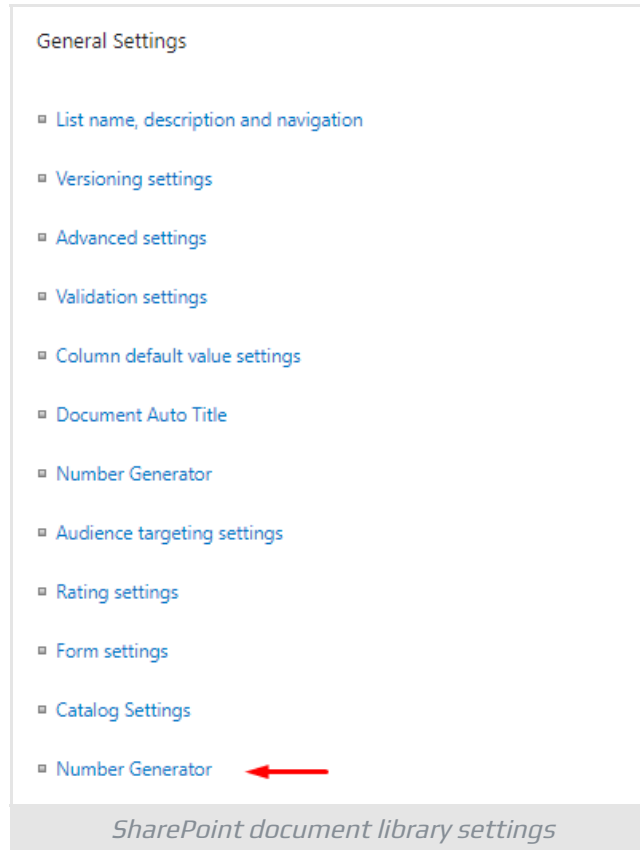 General Settings
List name, description and navigation
Versioning settings
Advanced settings
Validation settings
Column default value settings
Document Auto Title
Number Generator
Audience targeting settings
Rating settings
Form settings
Catalog Settings
Number Generator
SharePoint document library settings